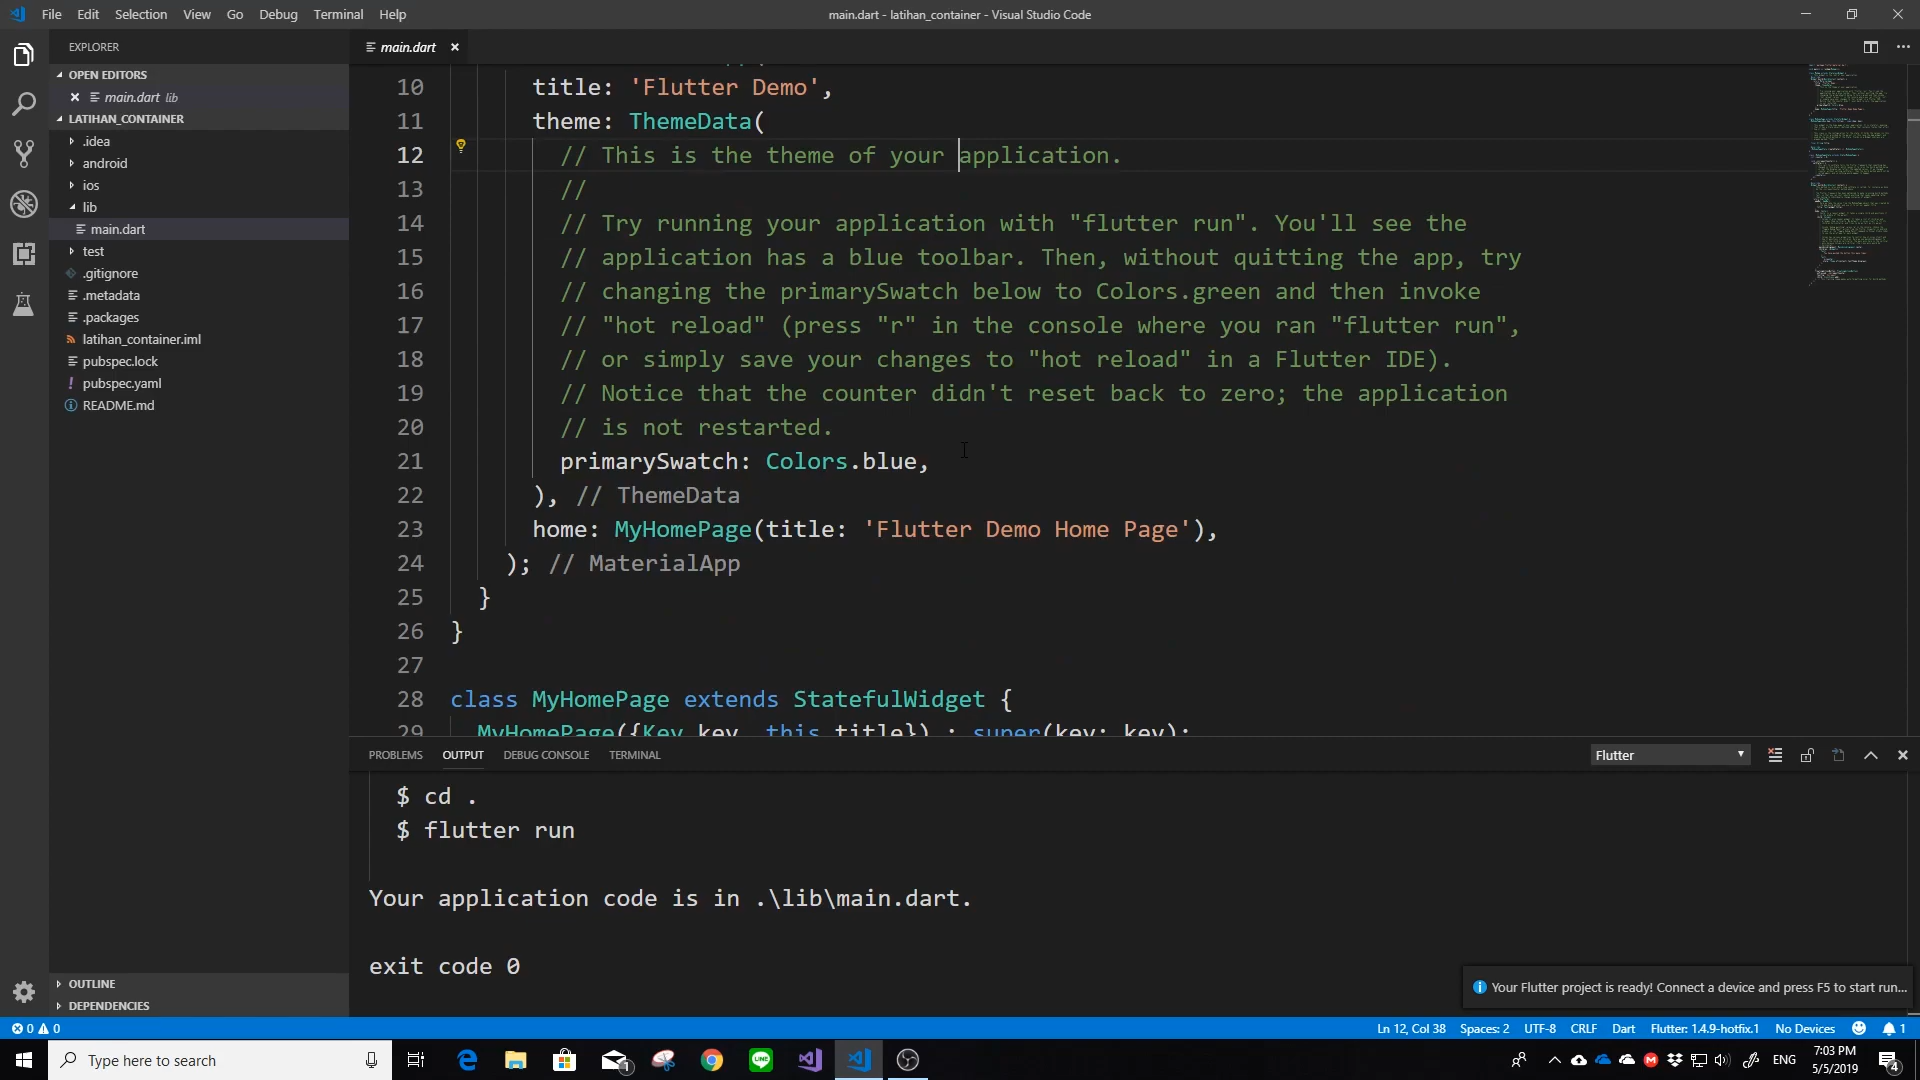 File Edit Selection View Go Debug Terminal Help
main.dart - latihan_container - Visual Studio Code
EXPLORER
main.dart
OPEN EDITORS
main.dart lib
LATIHAN_CONTAINER
.idea
android
ios
lib
main.dart
test
.gitignore
.metadata
.packages
latihan_container.iml
pubspec.lock
! pubspec.yaml
README.md
OUTLINE
DEPENDENCIES
10 title: 'Flutter Demo',
11 theme: ThemeData(
12 // This is the theme of your application.
13 //
14 // Try running your application with "flutter run". You'll see the
15 // application has a blue toolbar. Then, without quitting the app, try
16 // changing the primarySwatch below to Colors.green and then invoke
17 // "hot reload" (press "r" in the console where you ran "flutter run",
18 // or simply save your changes to "hot reload" in a Flutter IDE).
19 // Notice that the counter didn't reset back to zero; the application
20 // is not restarted.
21 primarySwatch: Colors.blue,
22 ), // ThemeData
23 home: MyHomePage(title: 'Flutter Demo Home Page'),
24 ); // MaterialApp
25 }
26 }
27
28 class MyHomePage extends StatefulWidget {
29 MyHomePage({Key key, this.title}) : super(key: key);
PROBLEMS OUTPUT DEBUG CONSOLE TERMINAL
Flutter
$ cd .
$ flutter run
Your application code is in .\lib\main.dart.
exit code 0
Your Flutter project is ready! Connect a device and press F5 to start run...
0 0
Ln 12, Col 38 Spaces: 2 UTF-8 CRLF Dart Flutter: 1.4.9-hotfix.1 No Devices 1
Type here to search
1
LINE
ENG
7:03 PM
5/5/2019
4